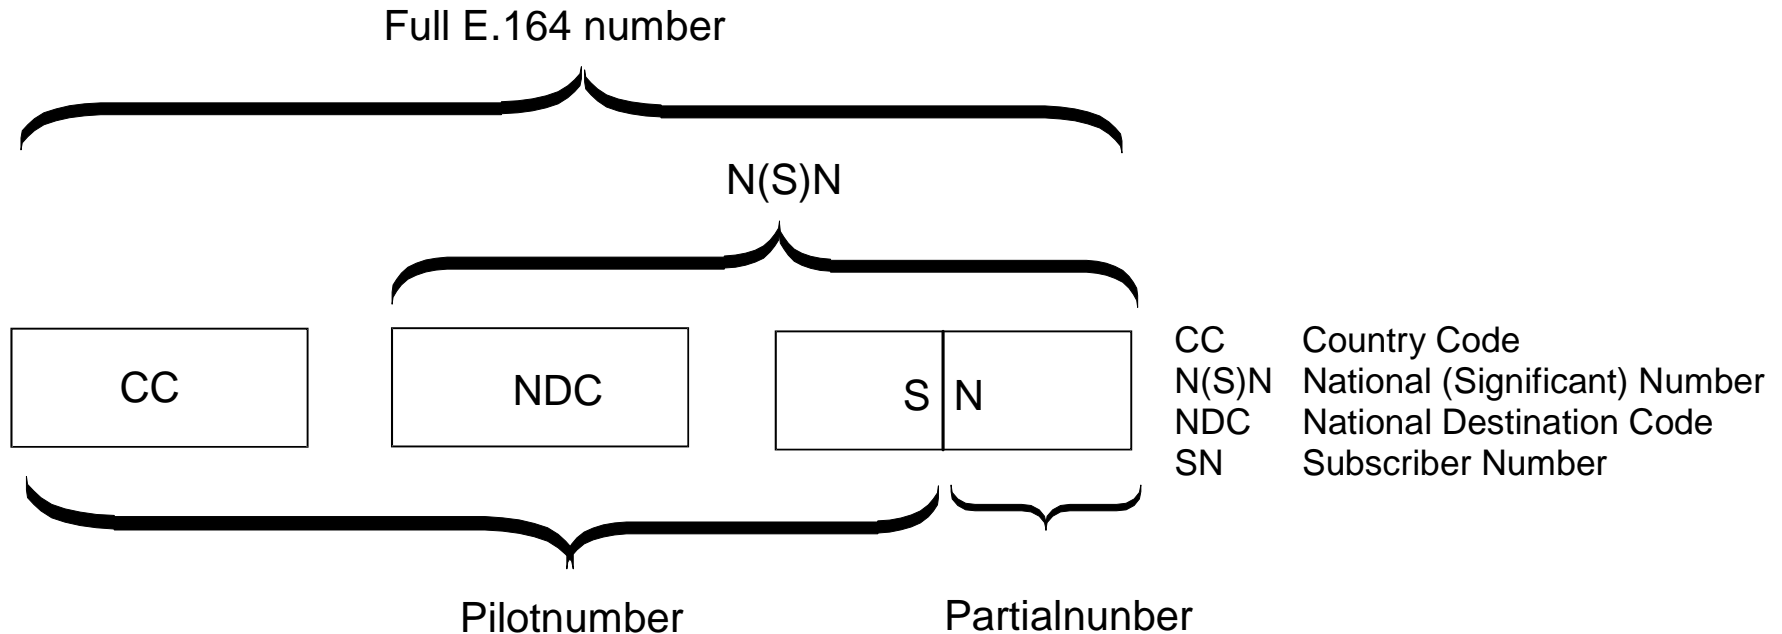 Full E.164 number
N(S)N
CC
NDC
S N
CC Country Code
N(S)N National (Significant) Number
NDC National Destination Code
SN Subscriber Number
Pilotnumber
Partialnunber